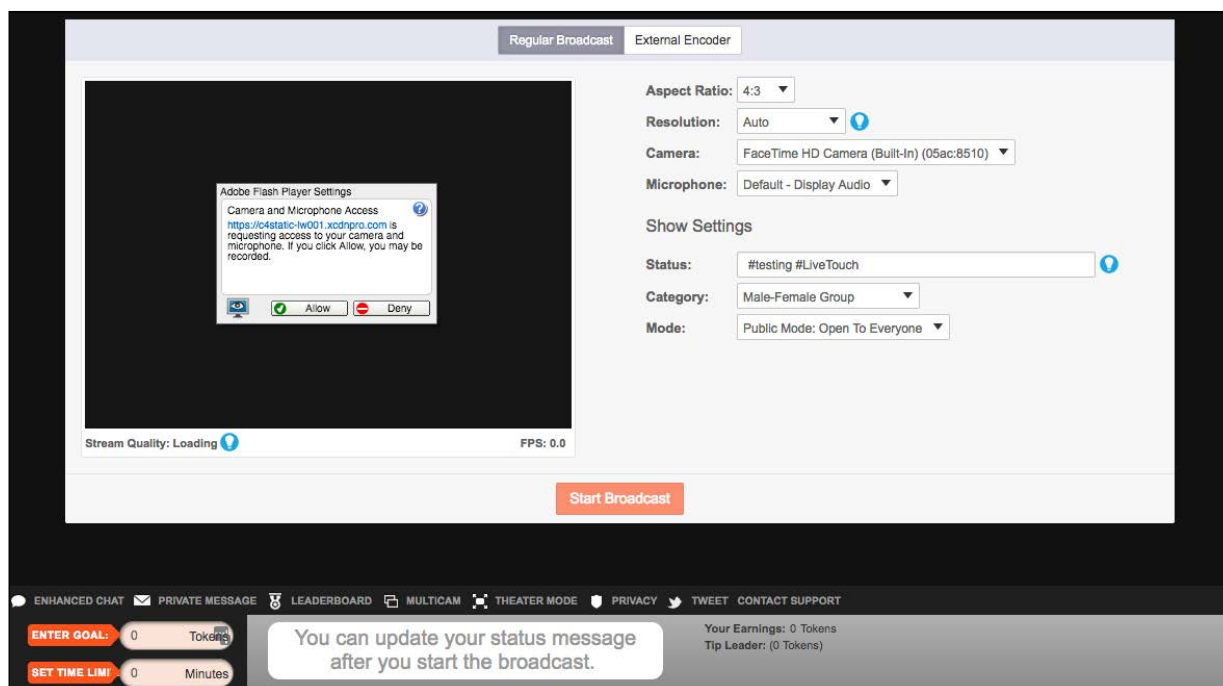 Regular Broadcast External Encoder
Aspect Ratio: 4:3
Resolution: Auto
Camera: FaceTime HD Camera (Built-In) (05ac:8510)
Microphone: Default - Display Audio
Adobe Flash Player Settings
Camera and Microphone Access
https://c4static-lw001.xcdnpro.com is
requesting access to your camera and
microphone. If you click Allow, you may be
recorded.
Allow Deny
Show Settings
Status: #testing #LiveTouch
Category: Male-Female Group
Mode: Public Mode: Open To Everyone
Stream Quality: Loading FPS: 0.0
Start Broadcast
ENHANCED CHAT PRIVATE MESSAGE LEADERBOARD MULTICAM THEATER MODE PRIVACY TWEET CONTACT SUPPORT
ENTER GOAL: 0 Tokens
SET TIME LIMI 0 Minutes
You can update your status message
after you start the broadcast.
Your Earnings: 0 Tokens
Tip Leader: (0 Tokens)